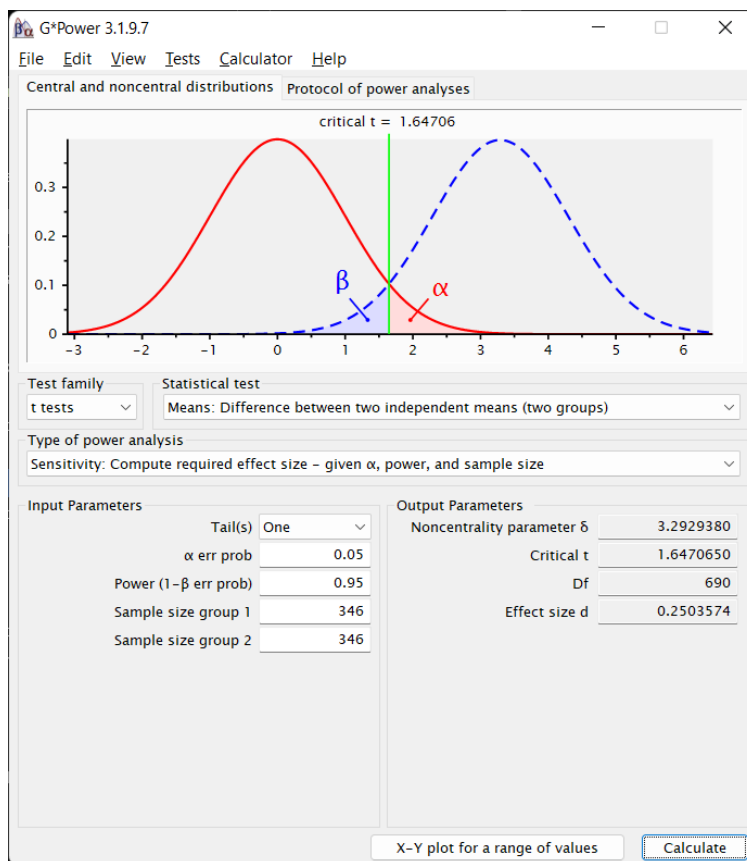 G*Power 3.1.9.7
File Edit View Tests Calculator Help
Central and noncentral distributions Protocol of power analyses
critical t = 1.64706
0.3
0.2
0.1
0
β
α
−3 −2 −1 0 1 2 3 4 5 6
Test family Statistical test
t tests Means: Difference between two independent means (two groups)
Type of power analysis
Sensitivity: Compute required effect size − given α, power, and sample size
Input Parameters Output Parameters
Tail(s) One Noncentrality parameter δ 3.2929380
α err prob 0.05 Critical t 1.6470650
Power (1−β err prob) 0.95 Df 690
Sample size group 1 346 Effect size d 0.2503574
Sample size group 2 346
X−Y plot for a range of values Calculate